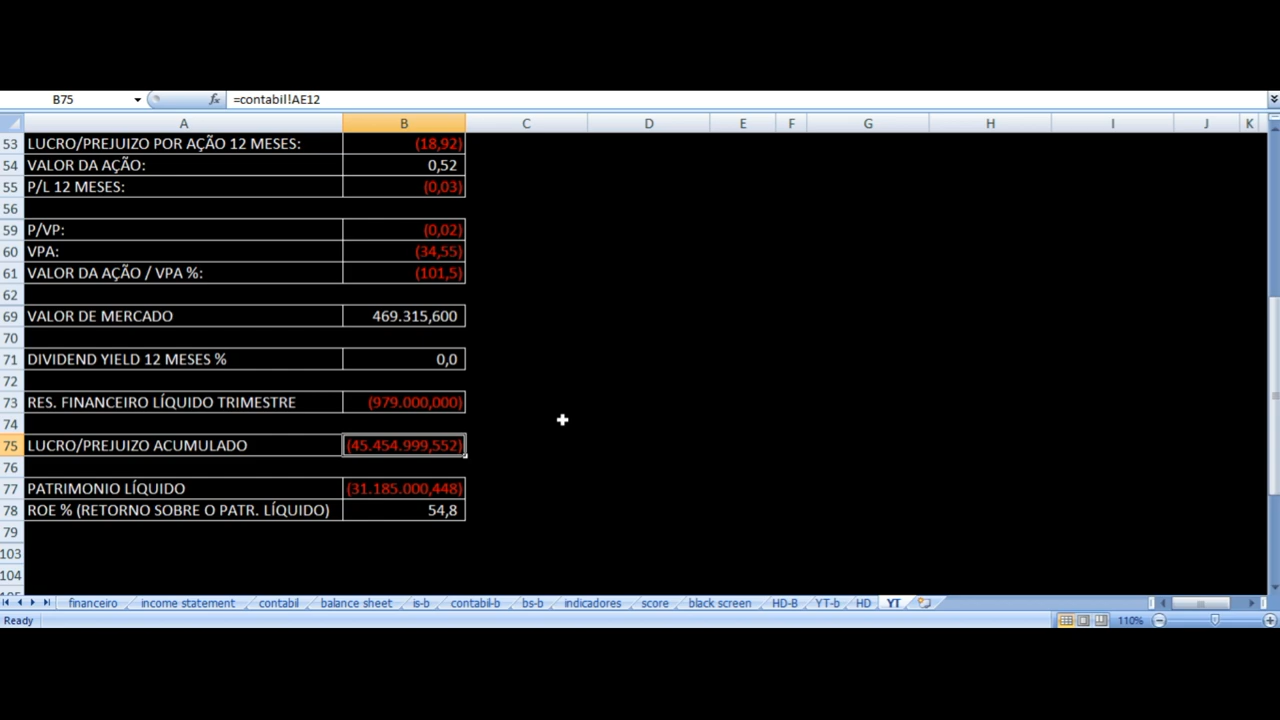 B75 fx =contabil!AE12
A B C D E F G H I J K
53 LUCRO/PREJUIZO POR AÇÃO 12 MESES: (18,92)
54 VALOR DA AÇÃO: 0,52
55 P/L 12 MESES: (0,03)
56
59 P/VP: (0,02)
60 VPA: (34,55)
61 VALOR DA AÇÃO / VPA %: (101,5)
62
69 VALOR DE MERCADO 469.315,600
70
71 DIVIDEND YIELD 12 MESES % 0,0
72
73 RES. FINANCEIRO LÍQUIDO TRIMESTRE (979.000,000)
74
75 LUCRO/PREJUIZO ACUMULADO (45.454.999,552)
76
77 PATRIMONIO LÍQUIDO (31.185.000,448)
78 ROE % (RETORNO SOBRE O PATR. LÍQUIDO) 54,8
79
103
104
financeiro income statement contabil balance sheet is-b contabil-b bs-b indicadores score black screen HD-B YT-b HD YT
Ready 110%